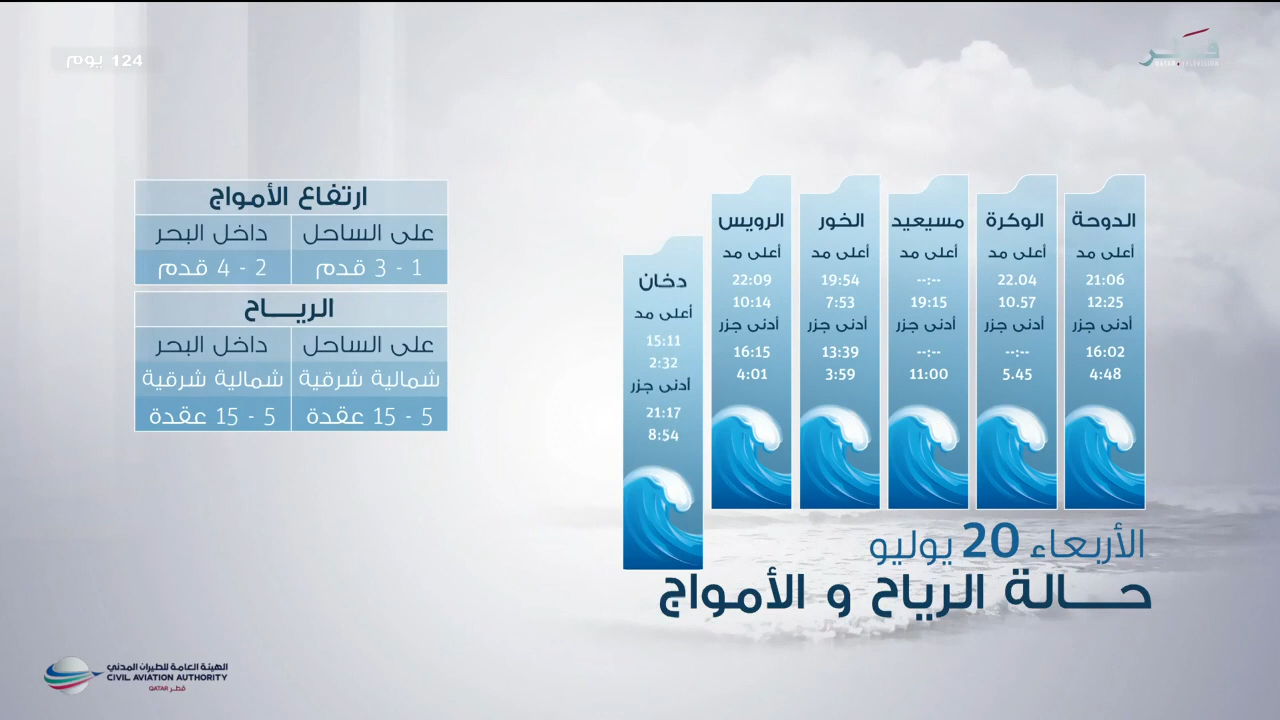 124 يوم
قطر
QATAR TELEVISION
الدوحة
أعلى مد
21:06
12:25
أدنى جزر
16:02
4:48
الوكرة
أعلى مد
22.04
10.57
أدنى جزر
--:--
5.45
مسيعيد
أعلى مد
--:--
19:15
أدنى جزر
--:--
11:00
الخور
أعلى مد
19:54
7:53
أدنى جزر
13:39
3:59
الرويس
أعلى مد
22:09
10:14
أدنى جزر
16:15
4:01
دخان
أعلى مد
15:11
2:32
أدنى جزر
21:17
8:54
ارتفاع الأمواج
على الساحل داخل البحر
1 - 3 قدم 2 - 4 قدم
الريـــاح
على الساحل داخل البحر
شمالية شرقية شمالية شرقية
5 - 15 عقدة 5 - 15 عقدة
الأربعاء 20 يوليو
حـــالة الرياح و الأمواج
الهيئة العامة للطيران المدني
CIVIL AVIATION AUTHORITY
QATAR قطر